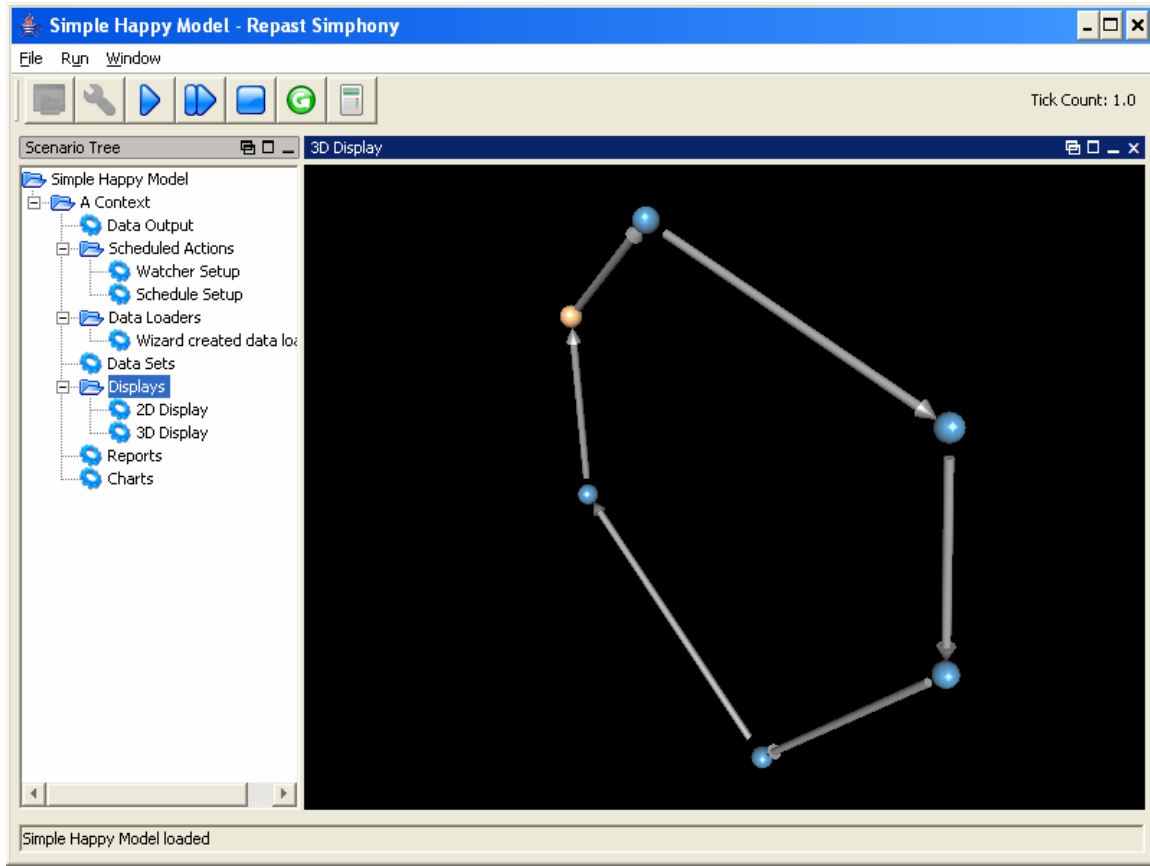 Simple Happy Model - Repast Simphony
File Run Window
Tick Count: 1.0
Scenario Tree
3D Display
Simple Happy Model
A Context
Data Output
Scheduled Actions
Watcher Setup
Schedule Setup
Data Loaders
Wizard created data loa
Data Sets
Displays
2D Display
3D Display
Reports
Charts
Simple Happy Model loaded